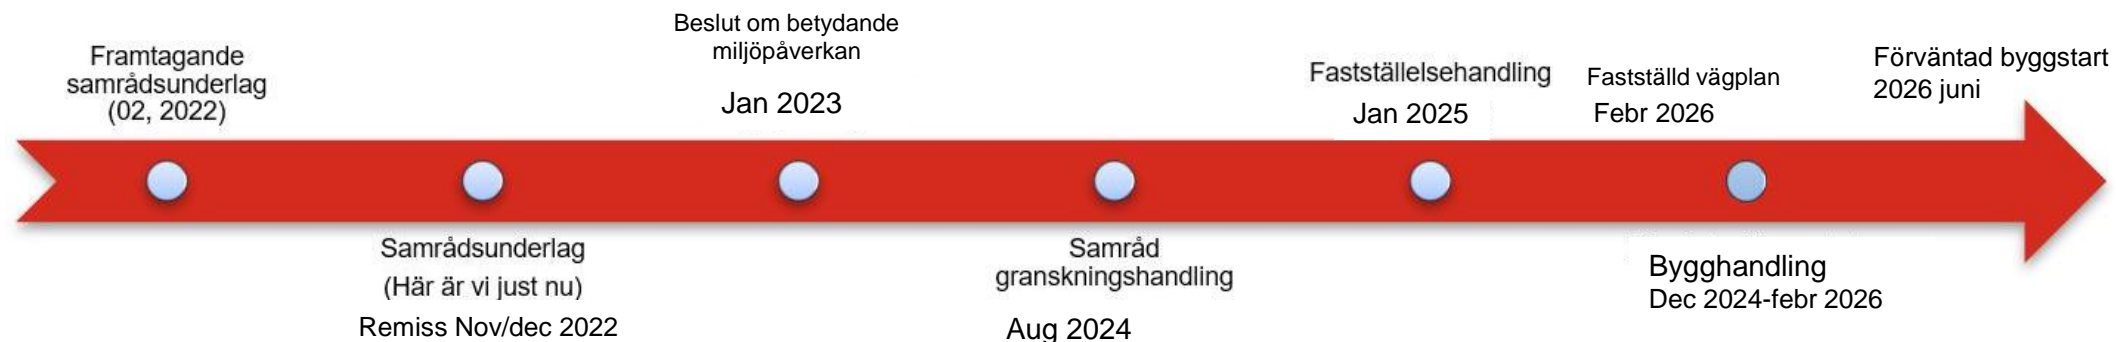 Framtagande
samrådsunderlag
(02, 2022)
Samrådsunderlag
(Här är vi just nu)
Remiss Nov/dec 2022
Beslut om betydande
miljöpåverkan
Jan 2023
Samråd
granskningshandling
Aug 2024
Fastställelsehandling
Jan 2025
Fastställd vägplan
Febr 2026
Bygghandling
Dec 2024-febr 2026
Förväntad byggstart
2026 juni